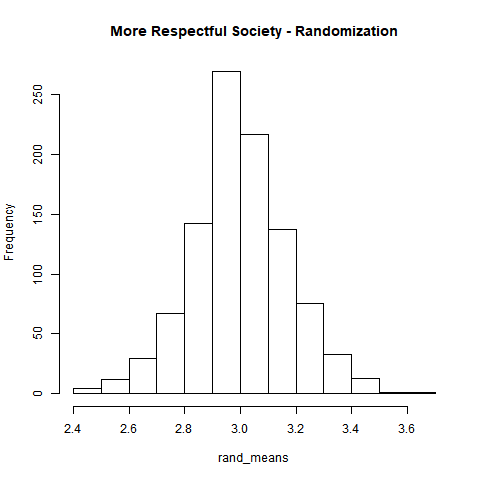 More Respectful Society - Randomization
Frequency
250
200
150
100
50
0
2.4 2.6 2.8 3.0 3.2 3.4 3.6
rand_means